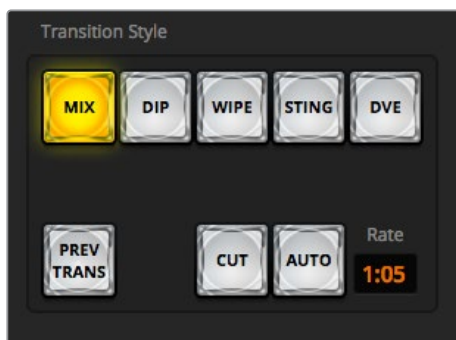 Transition Style
MIX
DIP
WIPE
STING
DVE
PREV
TRANS
CUT
AUTO
Rate
1:05